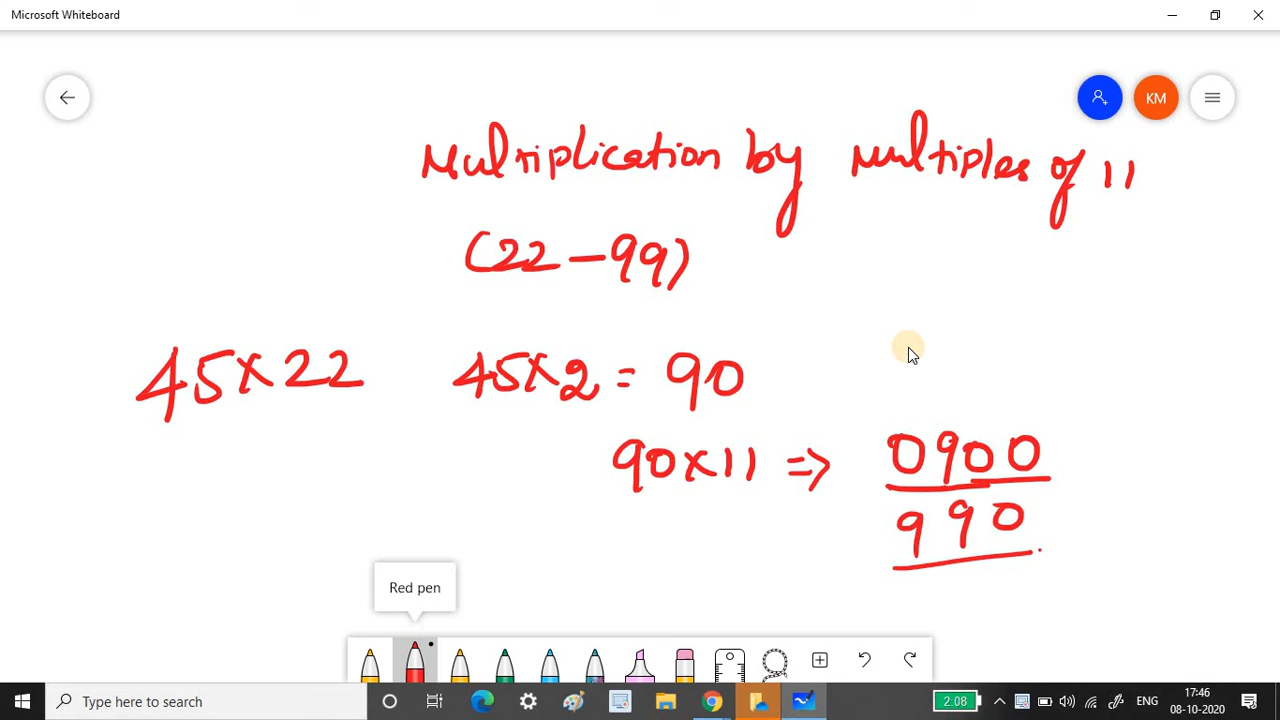 Microsoft Whiteboard
KM
Multiplication by multiples of 11
(22-99)
45×22 45×2 = 90
90×11 ⇒ 0900
990
Red pen
Type here to search
2:08 ENG 17:46
08-10-2020